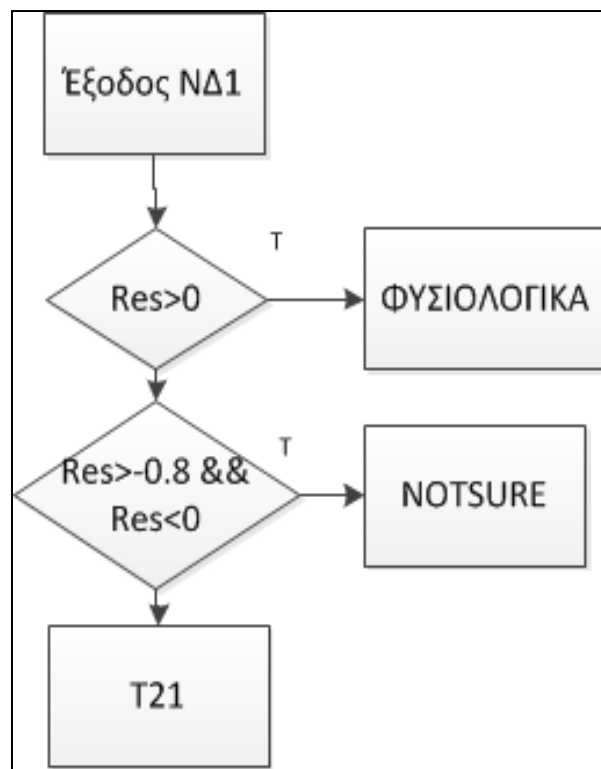 Έξοδος ΝΔ1
T
Res>0
ΦΥΣΙΟΛΟΓΙΚΑ
T
Res>-0.8 &&
Res<0
NOTSURE
T21